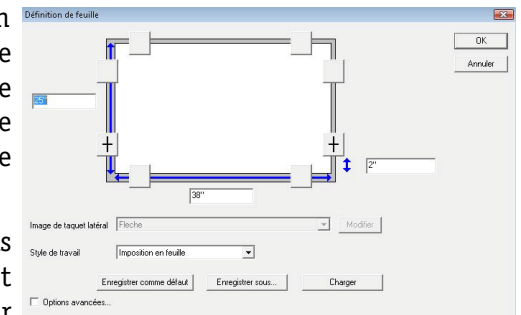 n
Définition de feuille
e
OK
e
Annuler
25"
e
e
2"
38"
Image de taquet latéral Fleche Modifier
s
Style de travail Imposition en feuille
t
Enregistrer comme défaut Enregistrer sous... Charger
r
Options avancées...